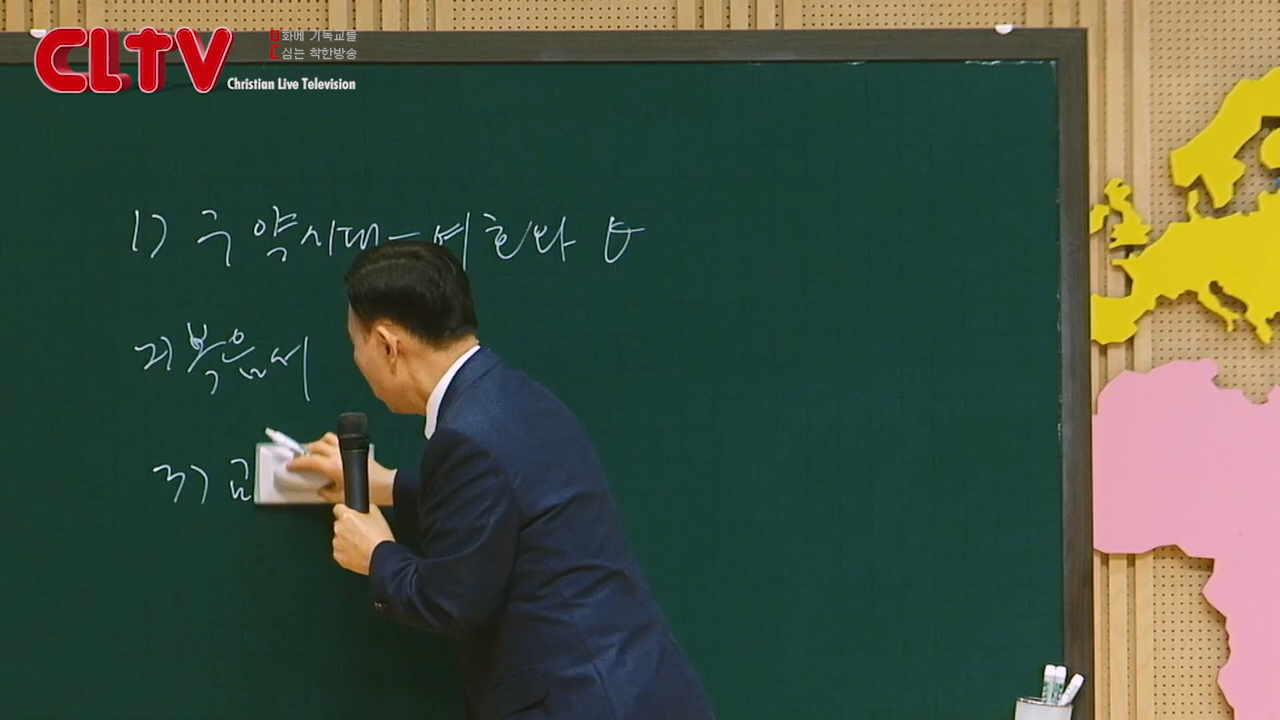 CLTV
문화에 기독교를
심는 착한방송
Christian Live Television
1) 구약시대 - 여호와
2) 복음서
3) 교